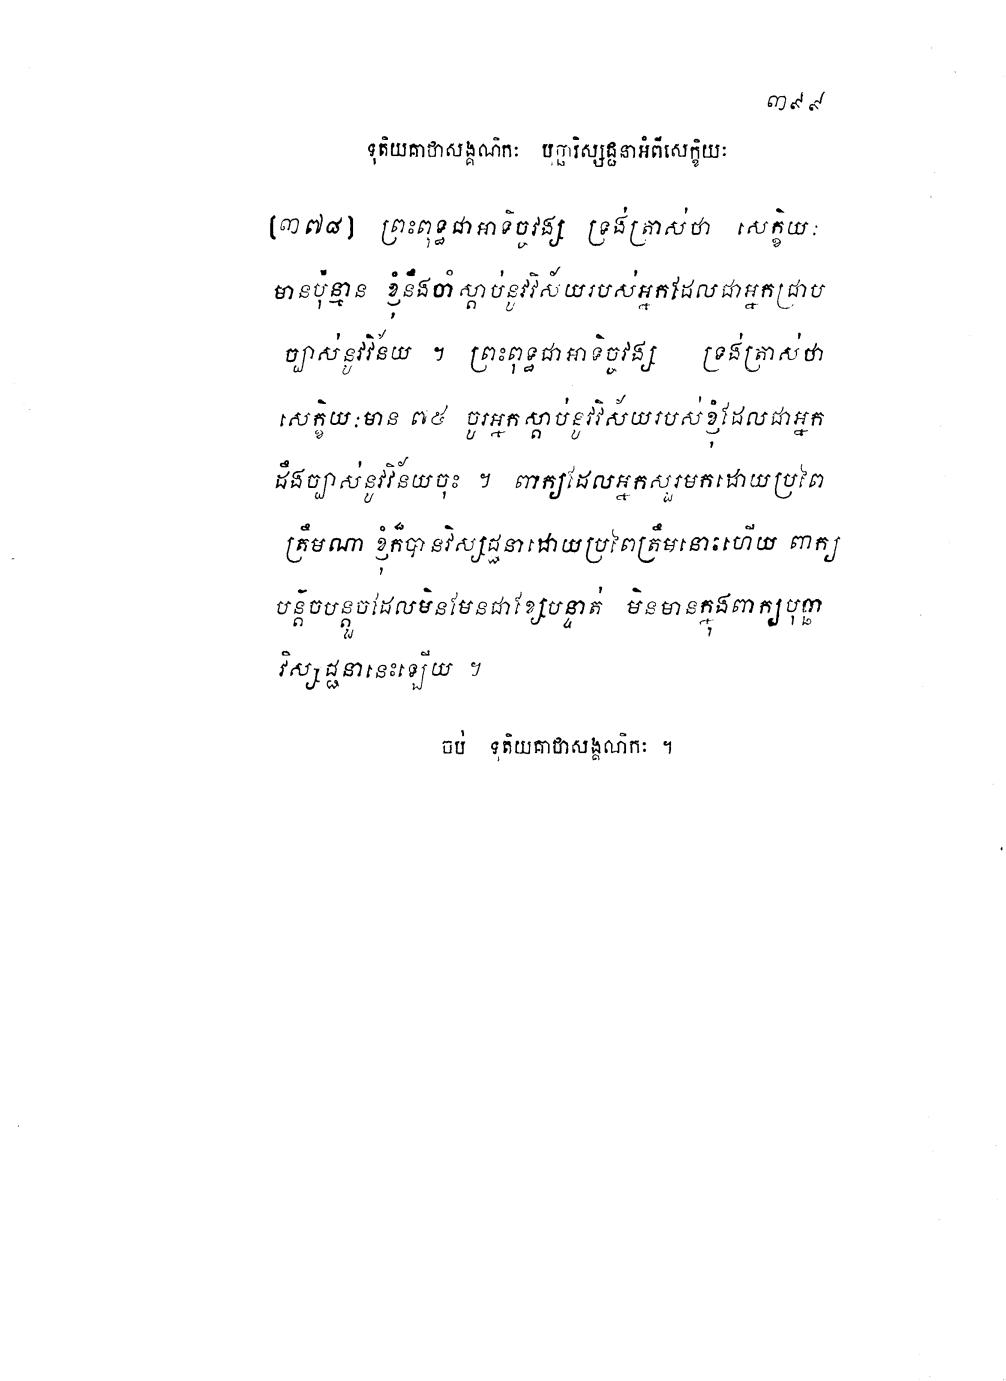 ៣៩៩
ទុតិយគាថាសង្គណិកៈ បុច្ឆាវិស្សជ្ជនាអំពីសេក្ខិយៈ
[៣៧៨] ព្រះពុទ្ធជាអាទិច្ចវង្ស ទ្រង់ត្រាស់ថា សេក្ខិយៈ
មានប៉ុន្មាន ខ្ញុំនឹងចាំស្តាប់នូវវិស័យរបស់អ្នកដែលជាអ្នកជ្រាប
ច្បាស់នូវវិន័យ ។ ព្រះពុទ្ធជាអាទិច្ចវង្ស ទ្រង់ត្រាស់ថា
សេក្ខិយៈមាន ៧៥ ចូរអ្នកស្តាប់នូវវិស័យរបស់ខ្ញុំដែលជាអ្នក
ដឹងច្បាស់នូវវិន័យចុះ ។ ពាក្យដែលអ្នកសួរមកដោយប្រពៃ
ត្រឹមណា ខ្ញុំក៏បានវិស្សជ្ជនាដោយប្រពៃត្រឹមនោះហើយ ពាក្យ
បន្តិចបន្តួចដែលមិនមែនជាខ្សែបន្ទាត់ មិនមានក្នុងពាក្យបុច្ឆា
វិស្សជ្ជនានេះឡើយ ។
ចប់ ទុតិយគាថាសង្គណិកៈ ។